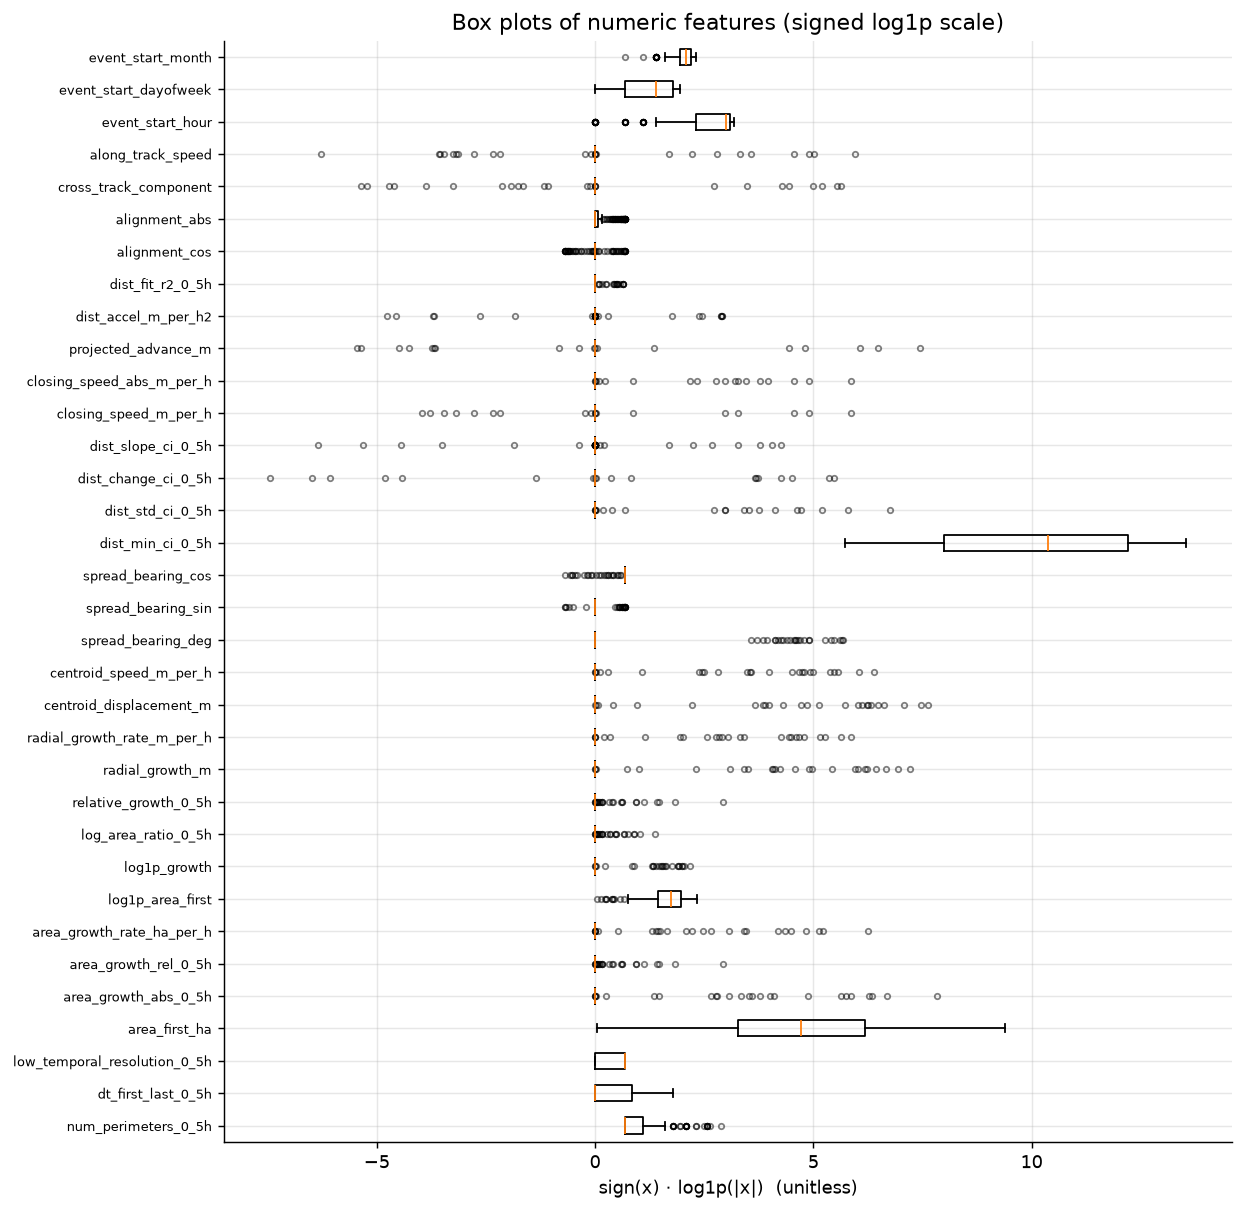 Box plots of numeric features (signed log1p scale)
event_start_month
event_start_dayofweek
event_start_hour
along_track_speed
cross_track_component
alignment_abs
alignment_cos
dist_fit_r2_0_5h
dist_accel_m_per_h2
projected_advance_m
closing_speed_abs_m_per_h
closing_speed_m_per_h
dist_slope_ci_0_5h
dist_change_ci_0_5h
dist_std_ci_0_5h
dist_min_ci_0_5h
spread_bearing_cos
spread_bearing_sin
spread_bearing_deg
centroid_speed_m_per_h
centroid_displacement_m
radial_growth_rate_m_per_h
radial_growth_m
relative_growth_0_5h
log_area_ratio_0_5h
log1p_growth
log1p_area_first
area_growth_rate_ha_per_h
area_growth_rel_0_5h
area_growth_abs_0_5h
area_first_ha
low_temporal_resolution_0_5h
dt_first_last_0_5h
num_perimeters_0_5h
−5 0 5 10
sign(x) · log1p(|x|) (unitless)